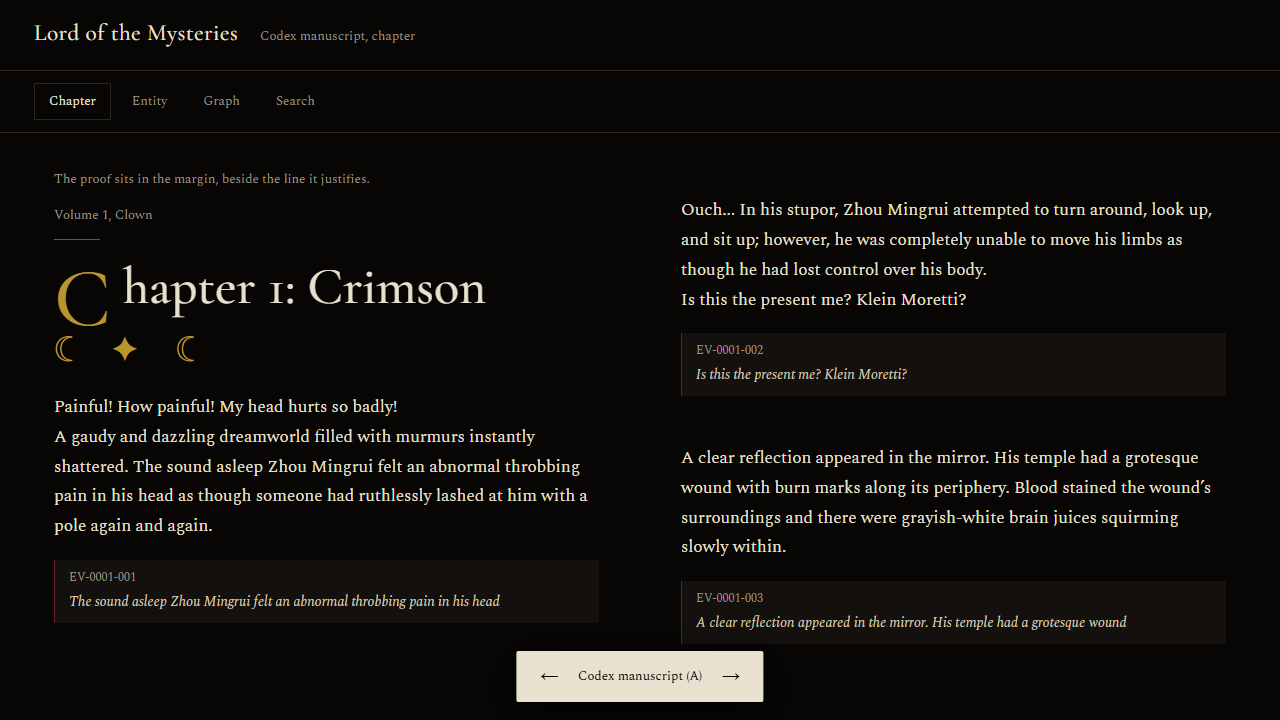 Lord of the Mysteries
Codex manuscript, chapter
Chapter
Entity
Graph
Search
The proof sits in the margin, beside the line it justifies.
Volume 1, Clown
Chapter 1: Crimson
☾ ✦ ☾
Painful! How painful! My head hurts so badly!
A gaudy and dazzling dreamworld filled with murmurs instantly
shattered. The sound asleep Zhou Mingrui felt an abnormal throbbing
pain in his head as though someone had ruthlessly lashed at him with a
pole again and again.
EV-0001-001
The sound asleep Zhou Mingrui felt an abnormal throbbing pain in his head
Ouch... In his stupor, Zhou Mingrui attempted to turn around, look up,
and sit up; however, he was completely unable to move his limbs as
though he had lost control over his body.
Is this the present me? Klein Moretti?
EV-0001-002
Is this the present me? Klein Moretti?
A clear reflection appeared in the mirror. His temple had a grotesque
wound with burn marks along its periphery. Blood stained the wound’s
surroundings and there were grayish-white brain juices squirming
slowly within.
EV-0001-003
A clear reflection appeared in the mirror. His temple had a grotesque wound
← Codex manuscript (A) →